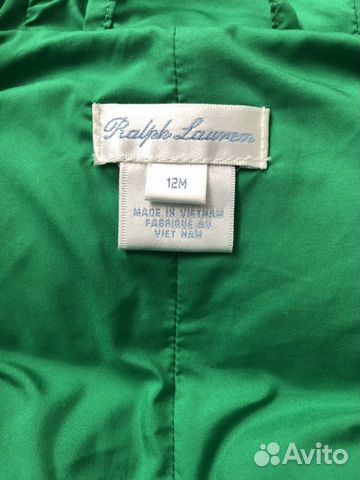 Ralph Lauren
12M
MADE IN VIETNAM
FABRIQUE AU
VIET NAM
Avito